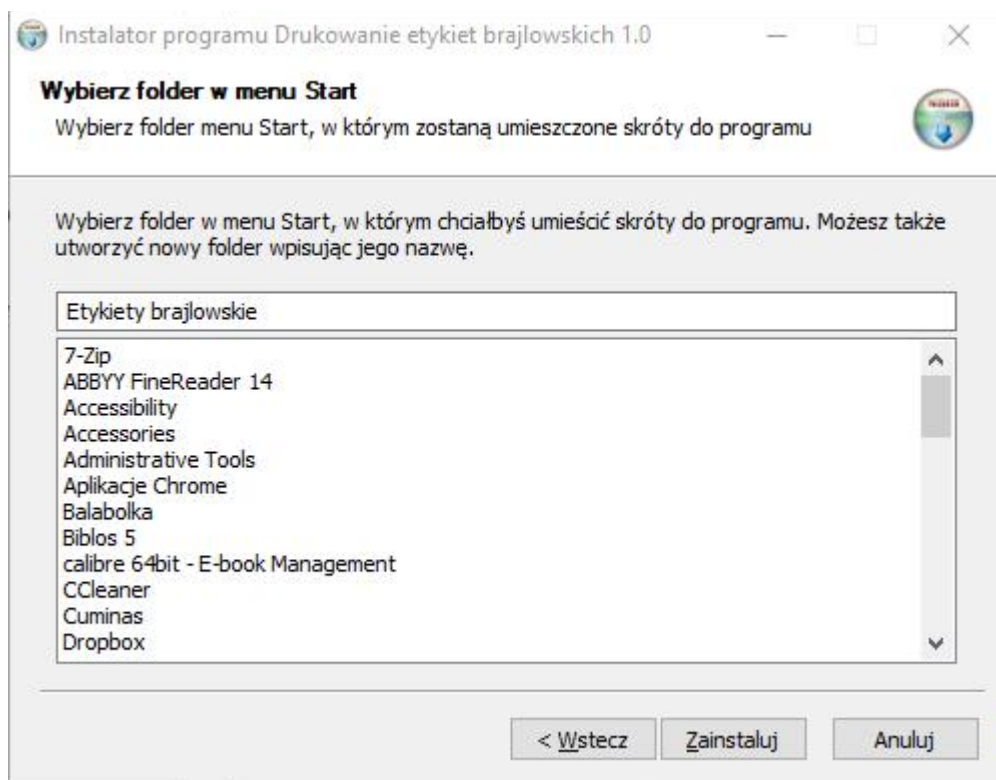 Instalator programu Drukowanie etykiet brajlowskich 1.0
Wybierz folder w menu Start
Wybierz folder menu Start, w którym zostaną umieszczone skróty do programu
Wybierz folder w menu Start, w którym chciałbyś umieścić skróty do programu. Możesz także
utworzyć nowy folder wpisując jego nazwę.
Etykiety brajlowskie
7-Zip
ABBYY FineReader 14
Accessibility
Accessories
Administrative Tools
Aplikacje Chrome
Balabolka
Biblos 5
calibre 64bit - E-book Management
CCleaner
Cuminas
Dropbox
< Wstecz
Zainstaluj
Anuluj